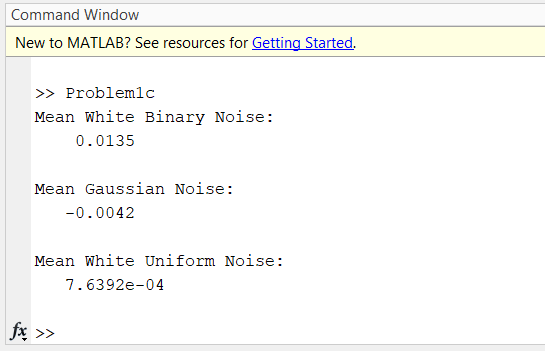 Command Window
New to MATLAB? See resources for Getting Started.
>> Problem1c
Mean White Binary Noise:
0.0135
Mean Gaussian Noise:
-0.0042
Mean White Uniform Noise:
7.6392e-04
fx >>